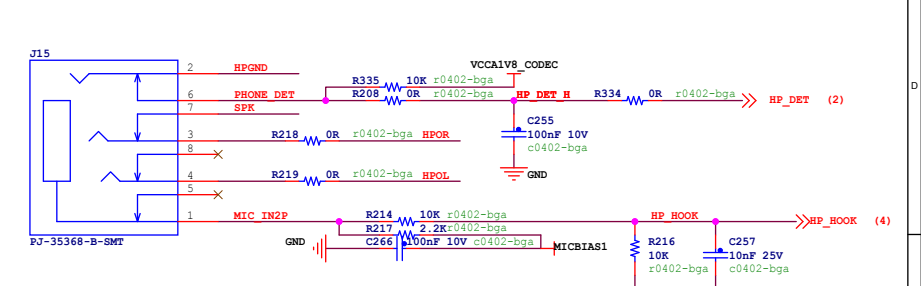 J15
VCCA1V8_CODEC
2 HPGND
R335 10K r0402-bga
6 PHONE_DET R208 0R r0402-bga HP_DET_H R334 0R r0402-bga HP_DET (2)
D
7 SPK
C255
100nF 10V
c0402-bga
3 R218 0R r0402-bga HPOR
8
GND
4 R219 0R r0402-bga HPOL
5
1 MIC_IN2P R214 10K r0402-bga HP_HOOK HP_HOOK (4)
R217 2.2K r0402-bga
PJ-35368-B-SMT
GND C266 100nF 10V c0402-bga MICBIAS1
R216
10K
r0402-bga
C257
10nF 25V
c0402-bga